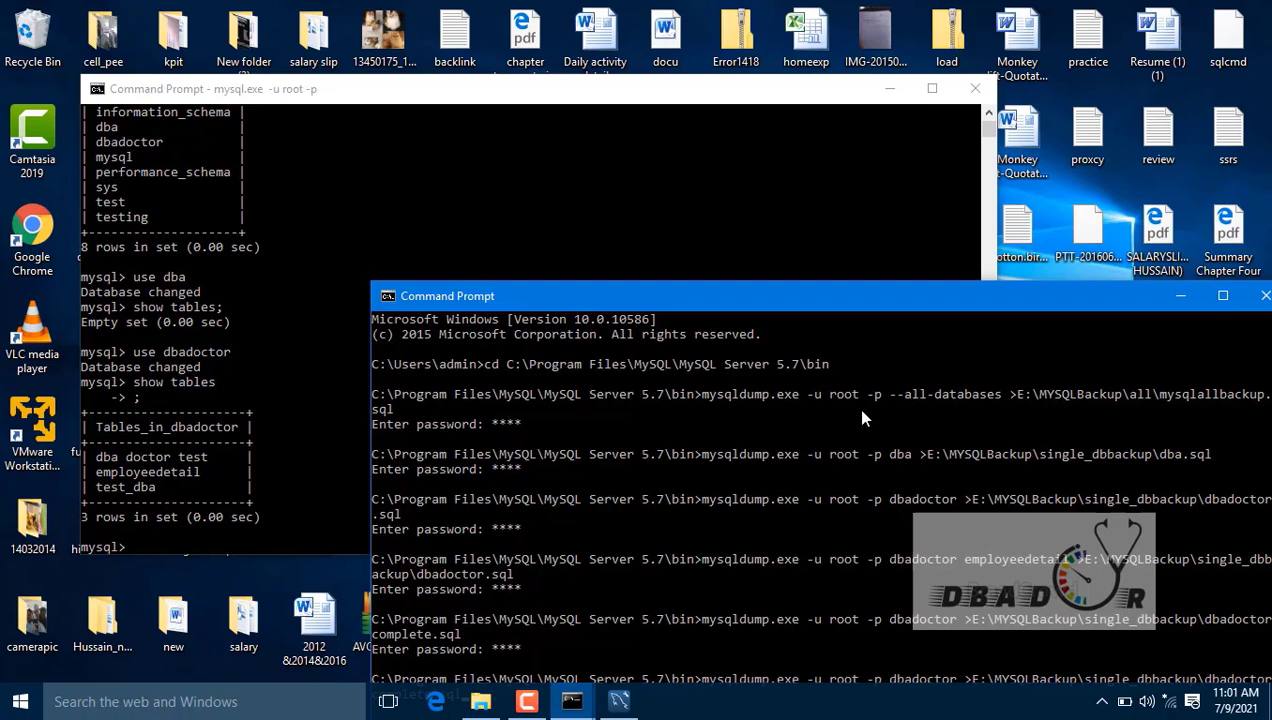 Recycle Bin
cell_pee
kpit
New folder
salary slip
13450175_1...
backlink
chapter
Daily activity
docu
Error1418
homeexp
IMG-20150...
load
Monkey
lift-Quotat...
practice
Resume (1)
(1)
sqlcmd
Camtasia
2019
Google
Chrome
VLC media
player
VMware
Workstati...
14032014
camerapic
Hussain_n...
new
salary
2012
&2014&2016
Monkey
ft-Quotat...
proxcy
review
ssrs
otton.bir...
PTT-201606...
SALARYSLI...
HUSSAIN)
Summary
Chapter Four
pdf
pdf
pdf
Command Prompt - mysql.exe -u root -p
| information_schema |
| dba |
| dbadoctor |
| mysql |
| performance_schema |
| sys |
| test |
| testing |
+--------------------+
8 rows in set (0.00 sec)
mysql> use dba
Database changed
mysql> show tables;
Empty set (0.00 sec)
mysql> use dbadoctor
Database changed
mysql> show tables
-> ;
+---------------------+
| Tables_in_dbadoctor |
+---------------------+
| dba doctor test |
| employeedetail |
| test_dba |
+---------------------+
3 rows in set (0.00 sec)
mysql>
Command Prompt
Microsoft Windows [Version 10.0.10586]
(c) 2015 Microsoft Corporation. All rights reserved.
C:\Users\admin>cd C:\Program Files\MySQL\MySQL Server 5.7\bin
C:\Program Files\MySQL\MySQL Server 5.7\bin>mysqldump.exe -u root -p --all-databases >E:\MYSQLBackup\all\mysqlallbackup.
sql
Enter password: ****
C:\Program Files\MySQL\MySQL Server 5.7\bin>mysqldump.exe -u root -p dba >E:\MYSQLBackup\single_dbbackup\dba.sql
Enter password: ****
C:\Program Files\MySQL\MySQL Server 5.7\bin>mysqldump.exe -u root -p dbadoctor >E:\MYSQLBackup\single_dbbackup\dbadoctor
.sql
Enter password: ****
C:\Program Files\MySQL\MySQL Server 5.7\bin>mysqldump.exe -u root -p dbadoctor employeedetail >E:\MYSQLBackup\single_dbb
ackup\dbadoctor.sql
Enter password: ****
C:\Program Files\MySQL\MySQL Server 5.7\bin>mysqldump.exe -u root -p dbadoctor >E:\MYSQLBackup\single_dbbackup\dbadoctor
complete.sql
Enter password: ****
C:\Program Files\MySQL\MySQL Server 5.7\bin>mysqldump.exe -u root -p dbadoctor >E:\MYSQLBackup\single_dbbackup\dbadoctor
DBAD R
Search the web and Windows
11:01 AM
7/9/2021